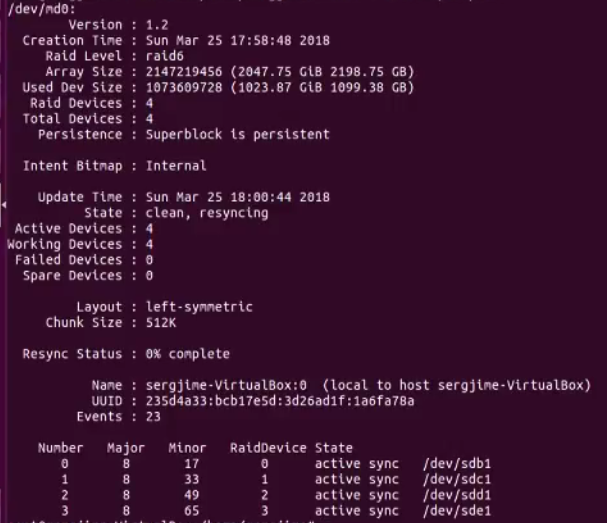 /dev/md0:
Version : 1.2
Creation Time : Sun Mar 25 17:58:48 2018
Raid Level : raid6
Array Size : 2147219456 (2047.75 GiB 2198.75 GB)
Used Dev Size : 1073609728 (1023.87 GiB 1099.38 GB)
Raid Devices : 4
Total Devices : 4
Persistence : Superblock is persistent
Intent Bitmap : Internal
Update Time : Sun Mar 25 18:00:44 2018
State : clean, resyncing
Active Devices : 4
Working Devices : 4
Failed Devices : 0
Spare Devices : 0
Layout : left-symmetric
Chunk Size : 512K
Resync Status : 0% complete
Name : sergjime-VirtualBox:0 (local to host sergjime-VirtualBox)
UUID : 235d4a33:bcb17e5d:3d26ad1f:1a6fa78a
Events : 23
Number Major Minor RaidDevice State
0 8 17 0 active sync /dev/sdb1
1 8 33 1 active sync /dev/sdc1
2 8 49 2 active sync /dev/sdd1
3 8 65 3 active sync /dev/sde1